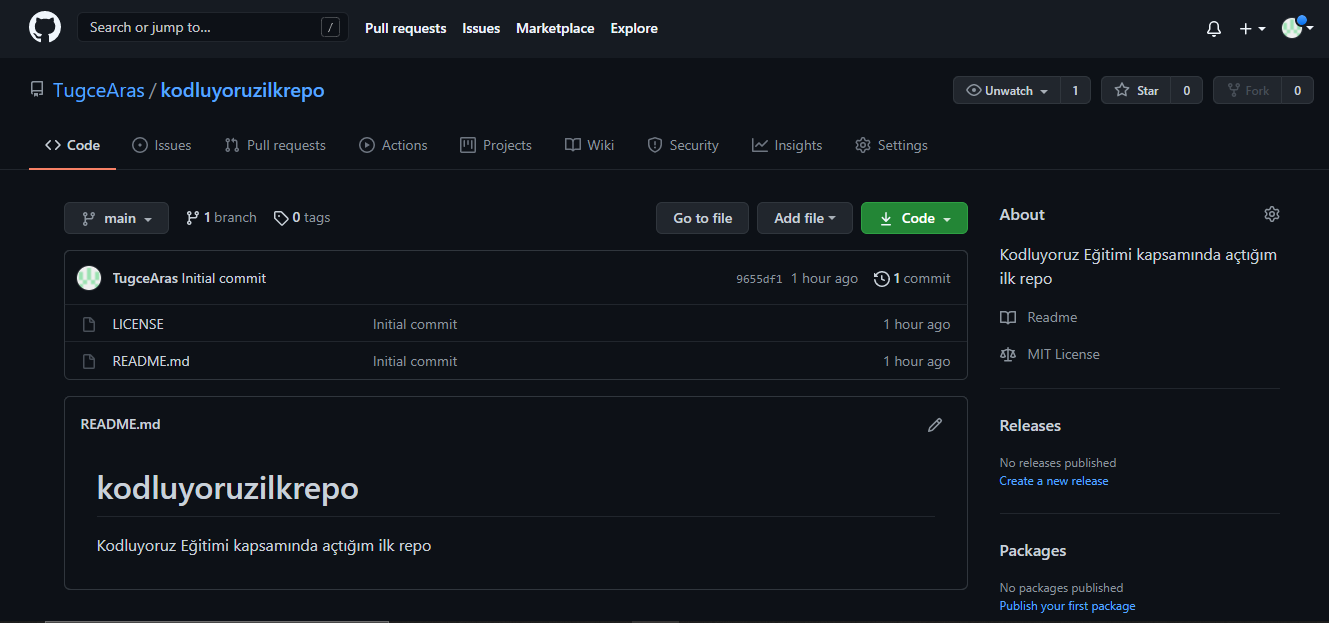 Search or jump to... /
Pull requests Issues Marketplace Explore
TugceAras / kodluyoruzilkrepo
Unwatch 1 Star 0 Fork 0
Code Issues Pull requests Actions Projects Wiki Security Insights Settings
main 1 branch 0 tags
Go to file Add file Code
TugceAras Initial commit 9655df1 1 hour ago 1 commit
LICENSE Initial commit 1 hour ago
README.md Initial commit 1 hour ago
README.md
kodluyoruzilkrepo
Kodluyoruz Eğitimi kapsamında açtığım ilk repo
About
Kodluyoruz Eğitimi kapsamında açtığım
ilk repo
Readme
MIT License
Releases
No releases published
Create a new release
Packages
No packages published
Publish your first package